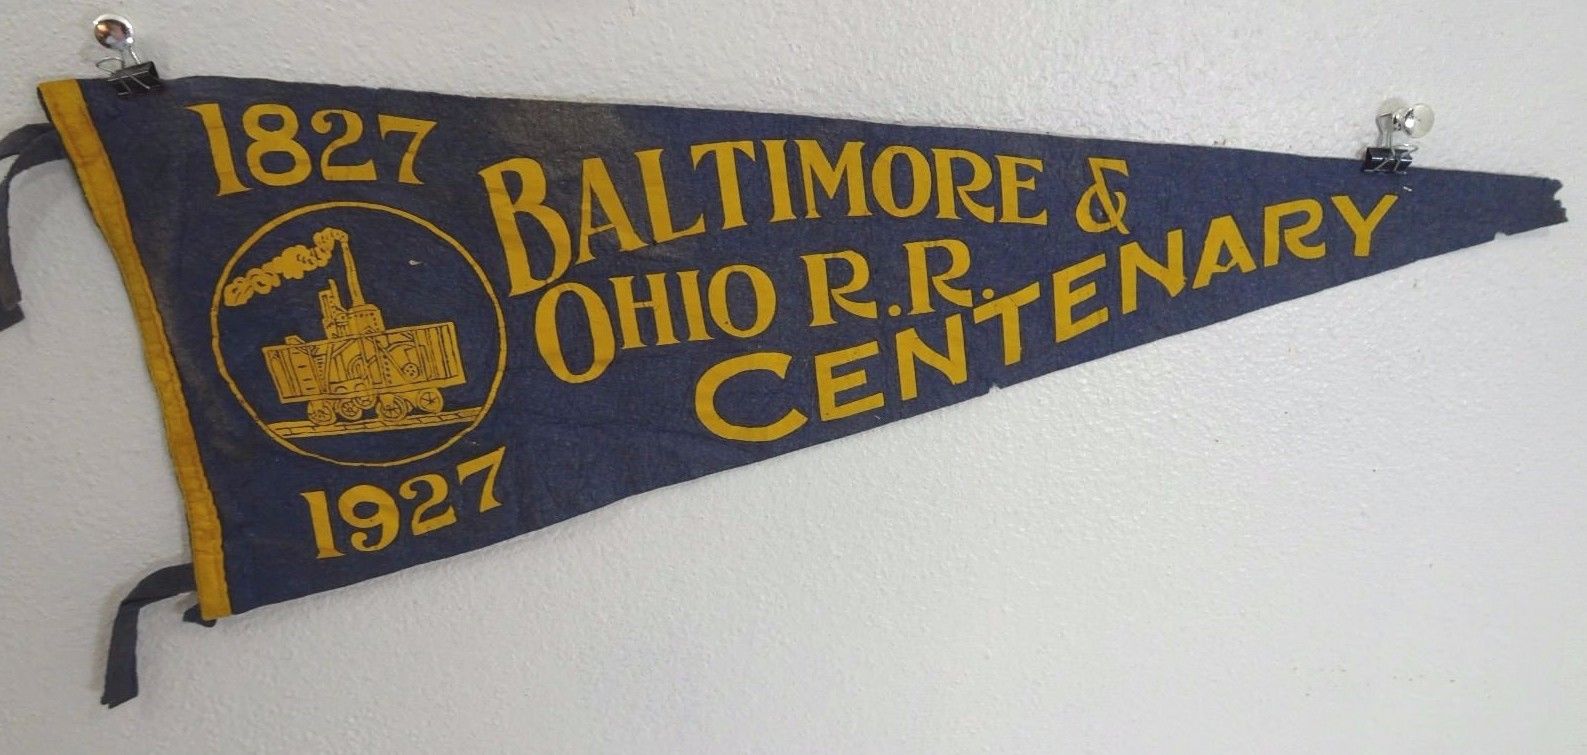 1827
BALTIMORE &
OHIO R.R.
CENTENARY
1927